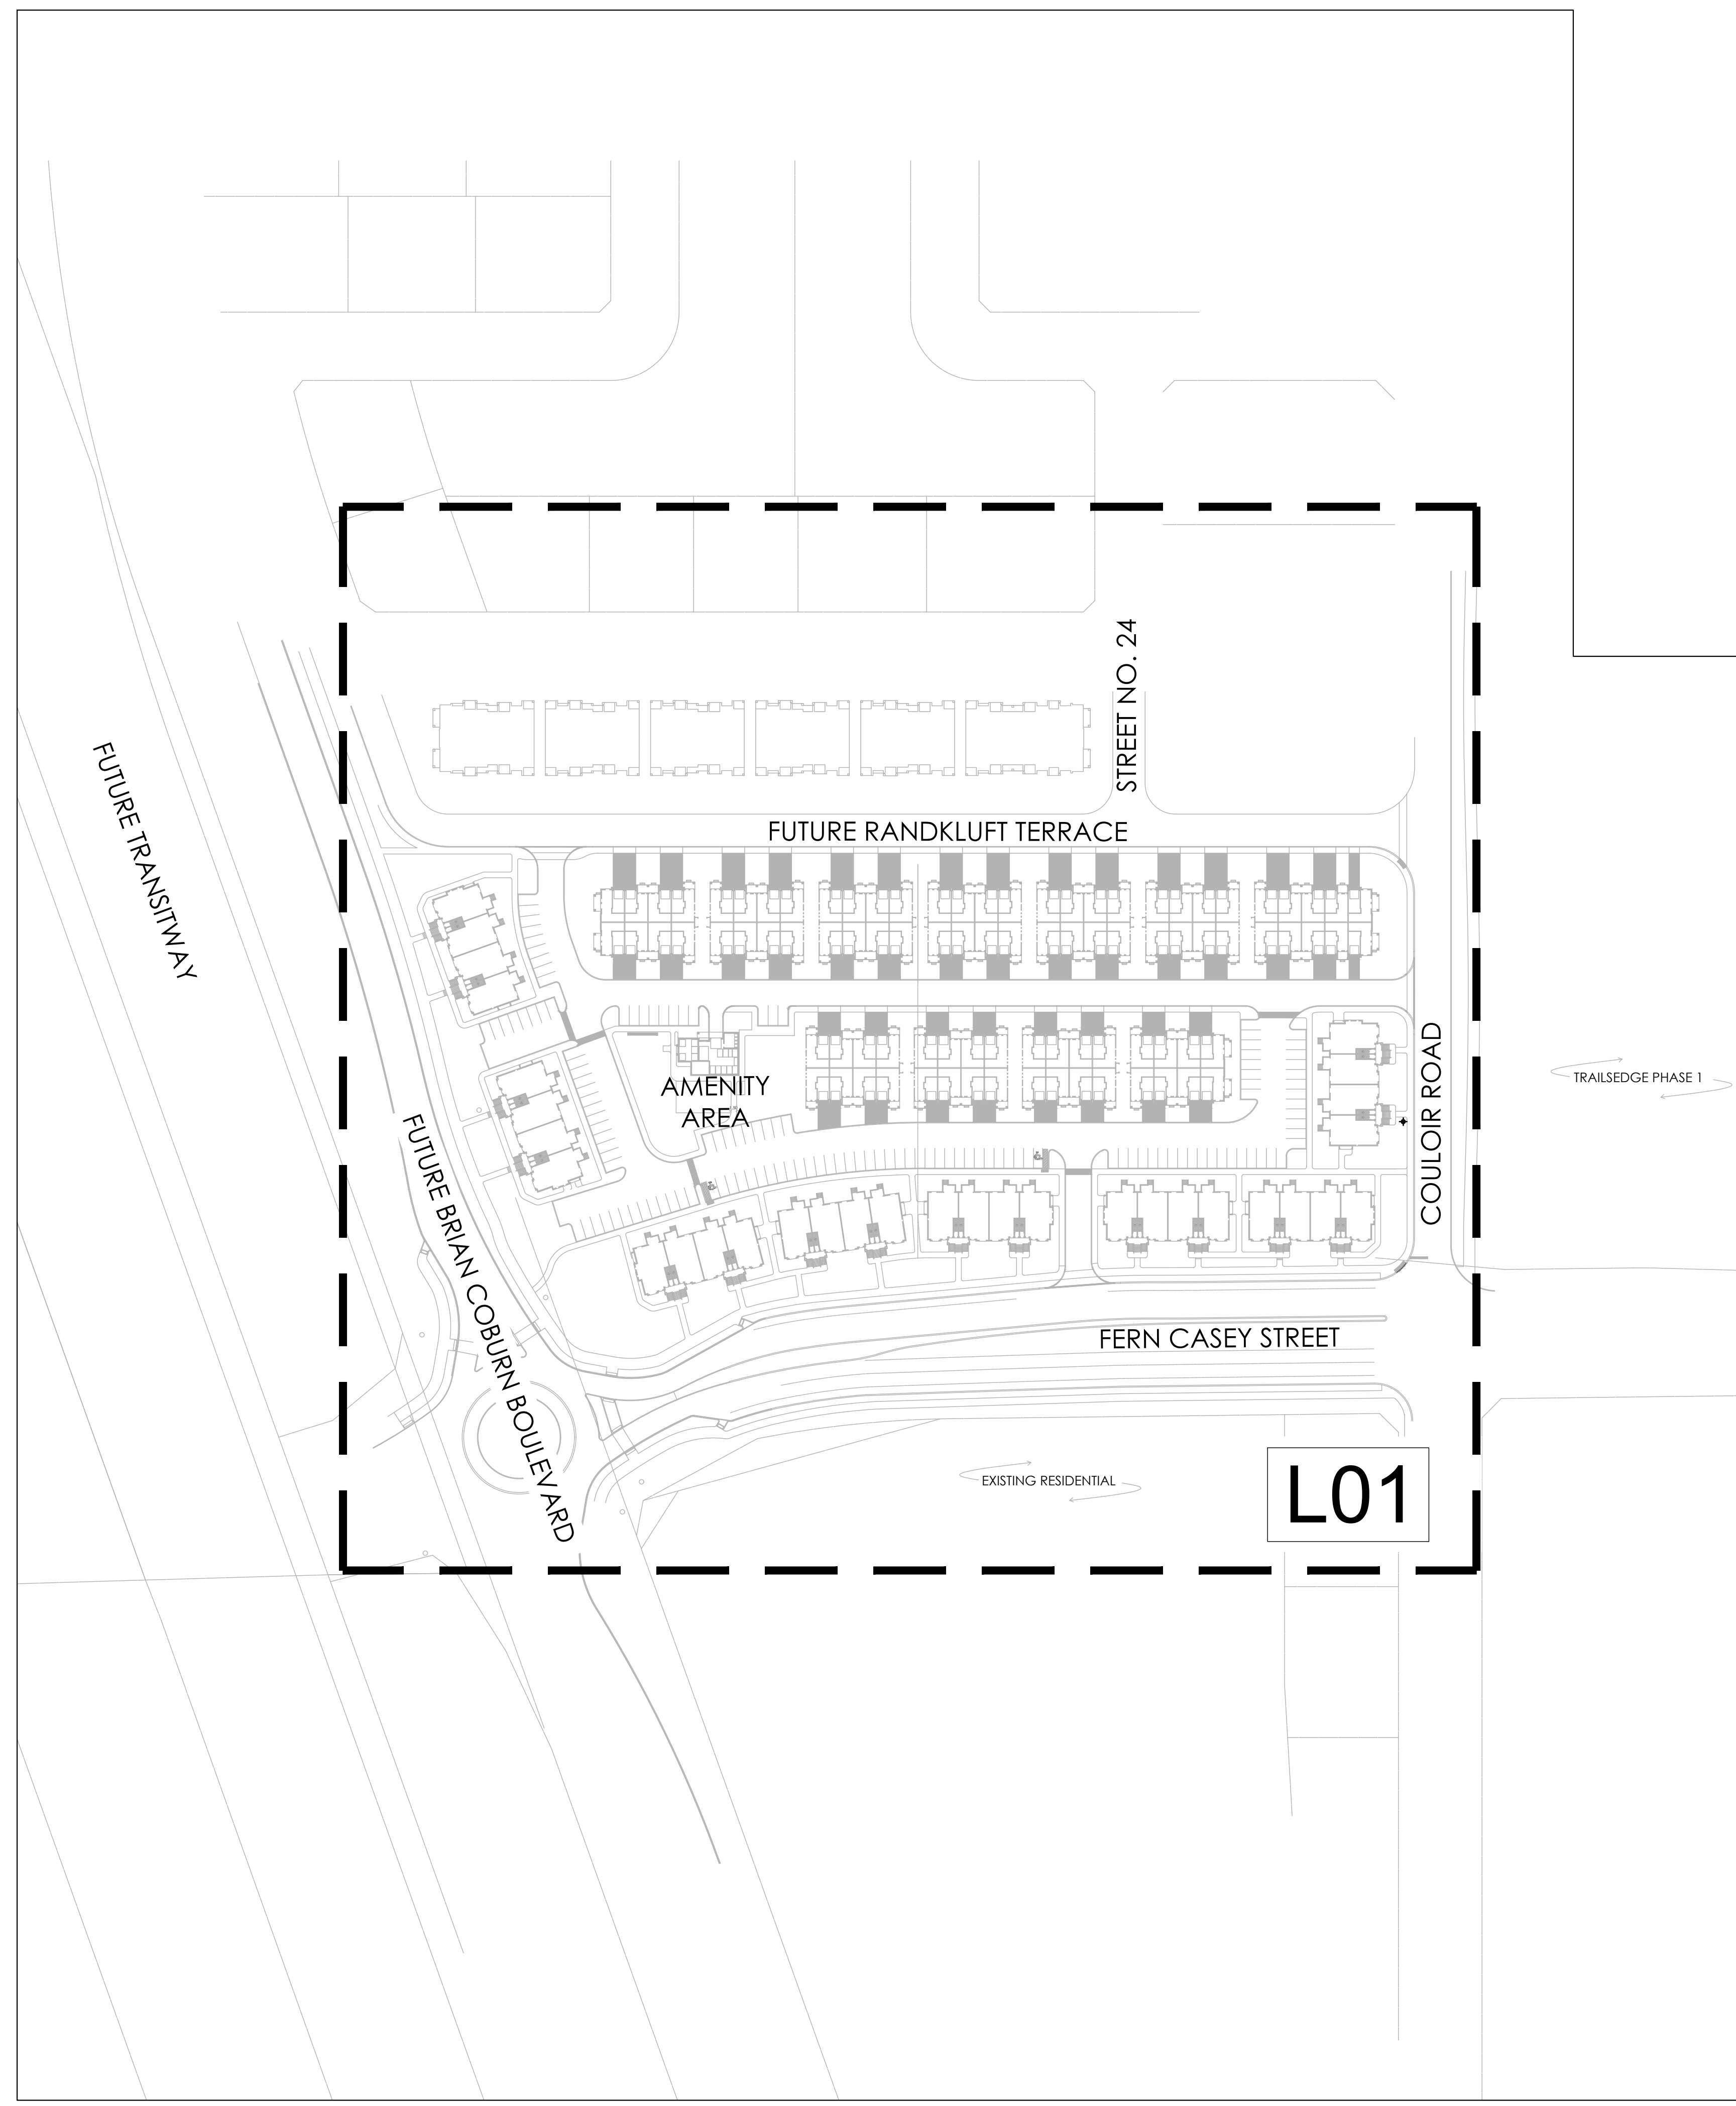 STREET NO. 24
FUTURE TRANSITWAY
FUTURE RANDKLUFT TERRACE
AMENITY
AREA
COULOIR ROAD
TRAILSEDGE PHASE 1
FUTURE BRIAN COBURN BOULEVARD
FERN CASEY STREET
EXISTING RESIDENTIAL
L01